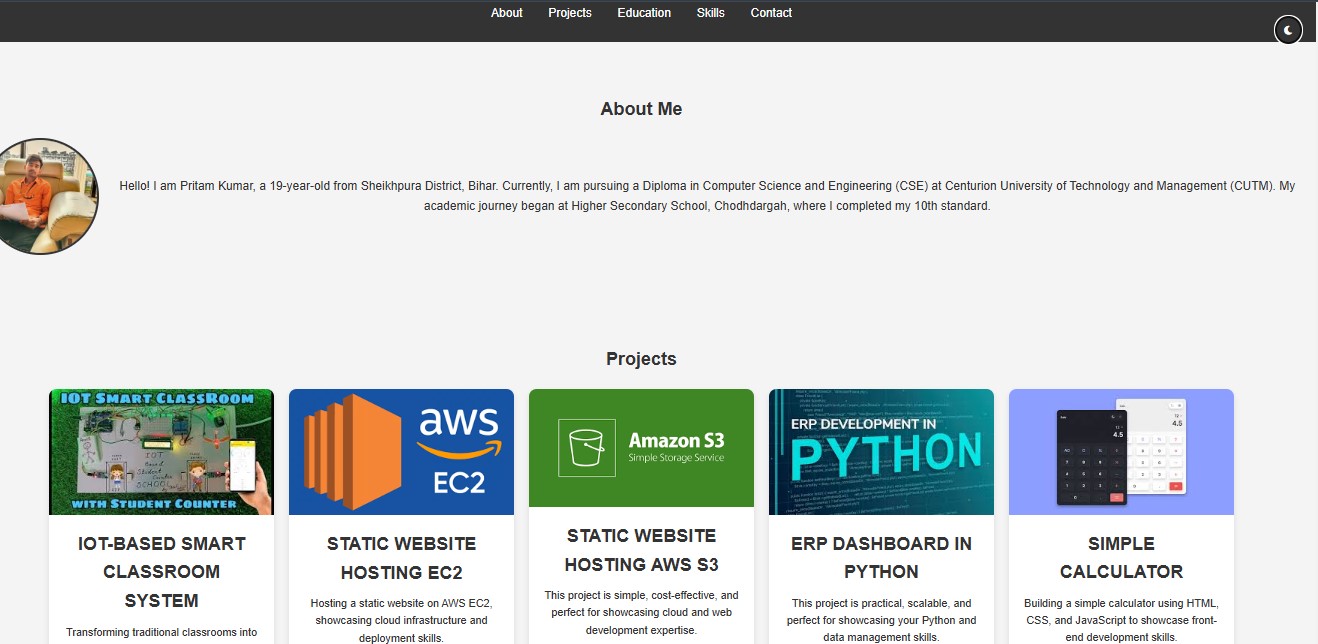 About Projects Education Skills Contact
About Me
Hello! I am Pritam Kumar, a 19-year-old from Sheikhpura District, Bihar. Currently, I am pursuing a Diploma in Computer Science and Engineering (CSE) at Centurion University of Technology and Management (CUTM). My
academic journey began at Higher Secondary School, Chodhdargah, where I completed my 10th standard.
Projects
IOT SMART CLASSROOM
IOT
Based
Student
Counter
SCHOOL
WITH STUDENT COUNTER
IOT-BASED SMART
CLASSROOM
SYSTEM
Transforming traditional classrooms into
aws
EC2
STATIC WEBSITE
HOSTING EC2
Hosting a static website on AWS EC2,
showcasing cloud infrastructure and
deployment skills.
Amazon S3
Simple Storage Service
STATIC WEBSITE
HOSTING AWS S3
This project is simple, cost-effective, and
perfect for showcasing cloud and web
development expertise.
ERP DEVELOPMENT IN
PYTHON
ERP DASHBOARD IN
PYTHON
This project is practical, scalable, and
perfect for showcasing your Python and
data management skills.
4.5
4.5
SIMPLE
CALCULATOR
Building a simple calculator using HTML,
CSS, and JavaScript to showcase front-
end development skills.